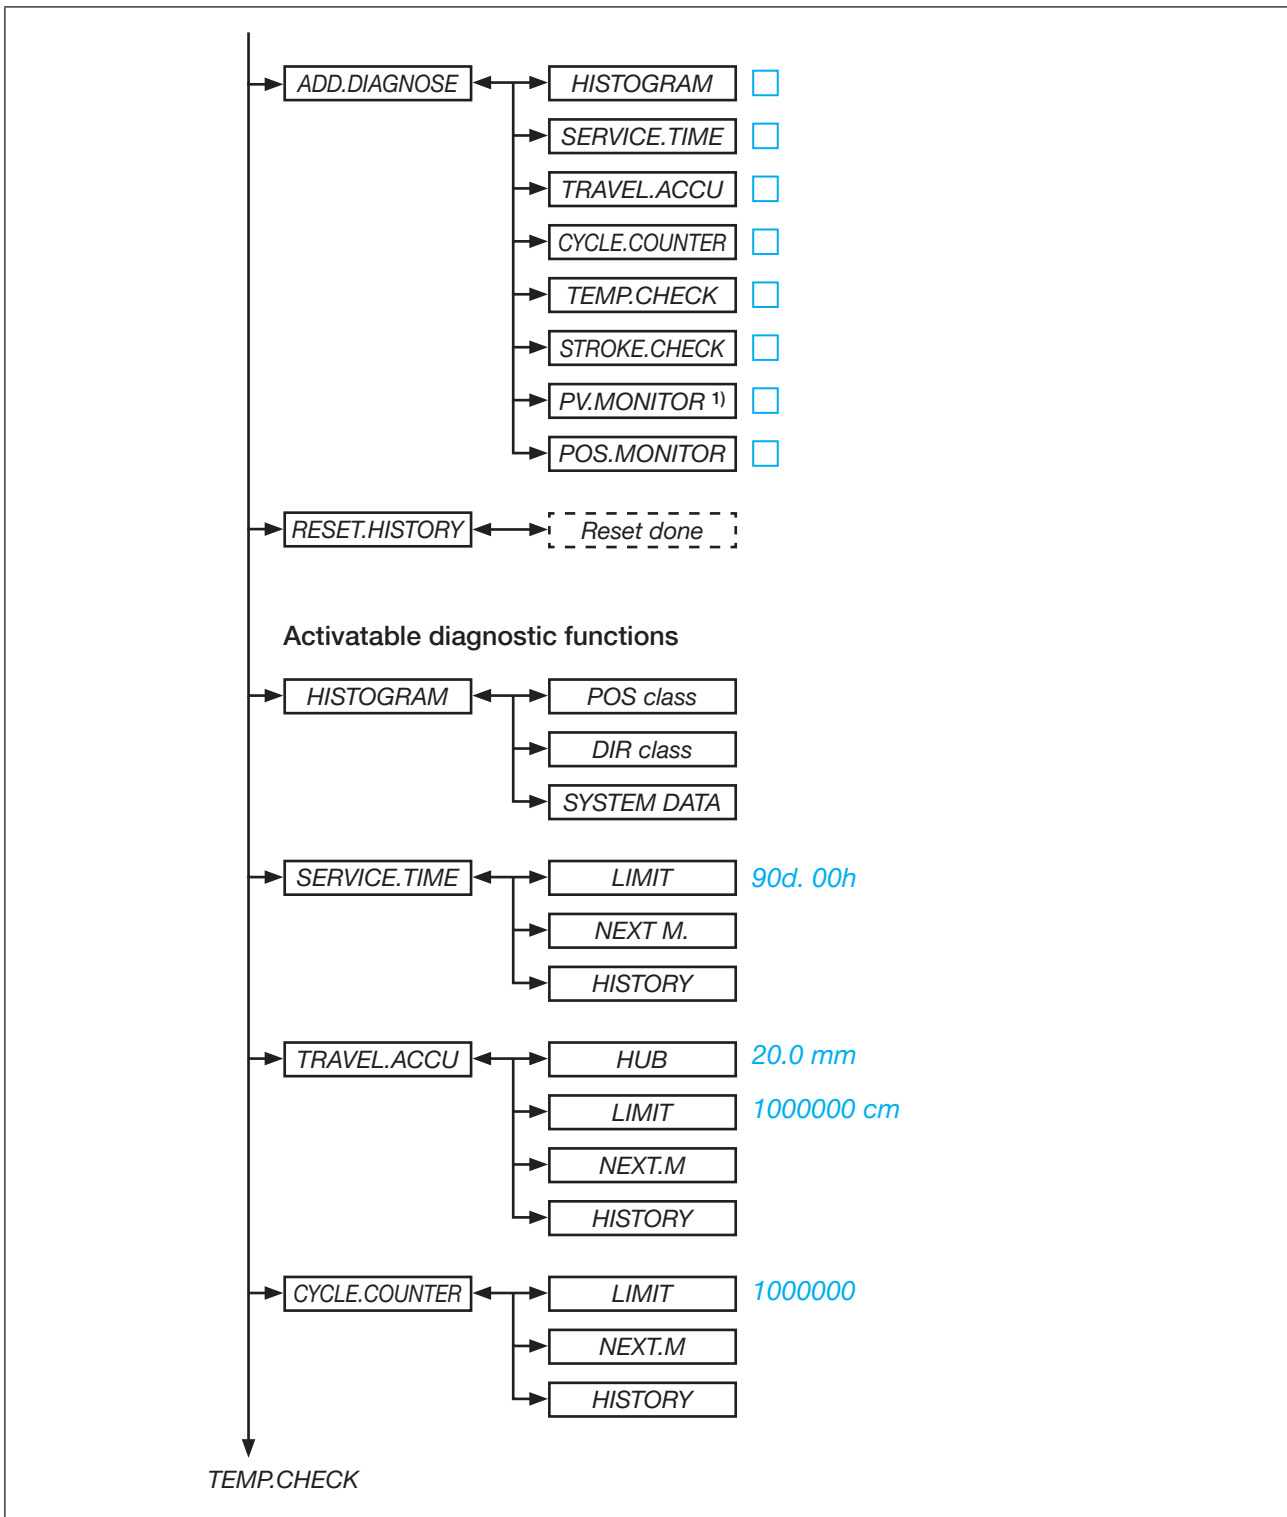 ADD.DIAGNOSE
HISTOGRAM
SERVICE.TIME
TRAVEL.ACCU
CYCLE.COUNTER
TEMP.CHECK
STROKE.CHECK
PV.MONITOR 1)
POS.MONITOR
RESET.HISTORY
Reset done
Activatable diagnostic functions
HISTOGRAM
POS class
DIR class
SYSTEM DATA
SERVICE.TIME
LIMIT 90d. 00h
NEXT M.
HISTORY
TRAVEL.ACCU
HUB 20.0 mm
LIMIT 1000000 cm
NEXT.M
HISTORY
CYCLE.COUNTER
LIMIT 1000000
NEXT.M
HISTORY
TEMP.CHECK